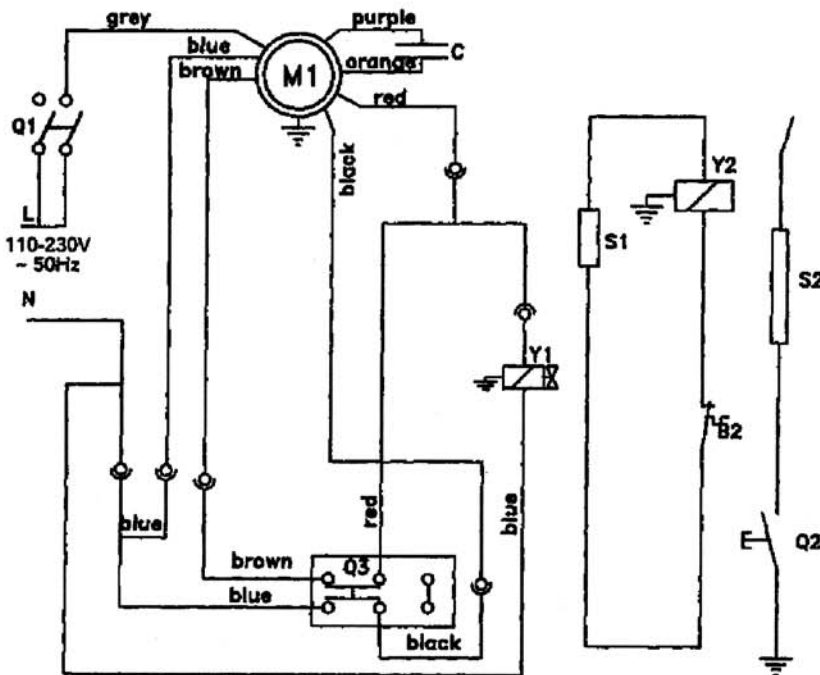 grey
purple
blue
brown
M1
C
orange
red
Q1
black
Y2
L
110-230V
~ 50Hz
S1
S2
N
Y1
B2
red
blue
blue
Q2
brown
Q3
blue
black